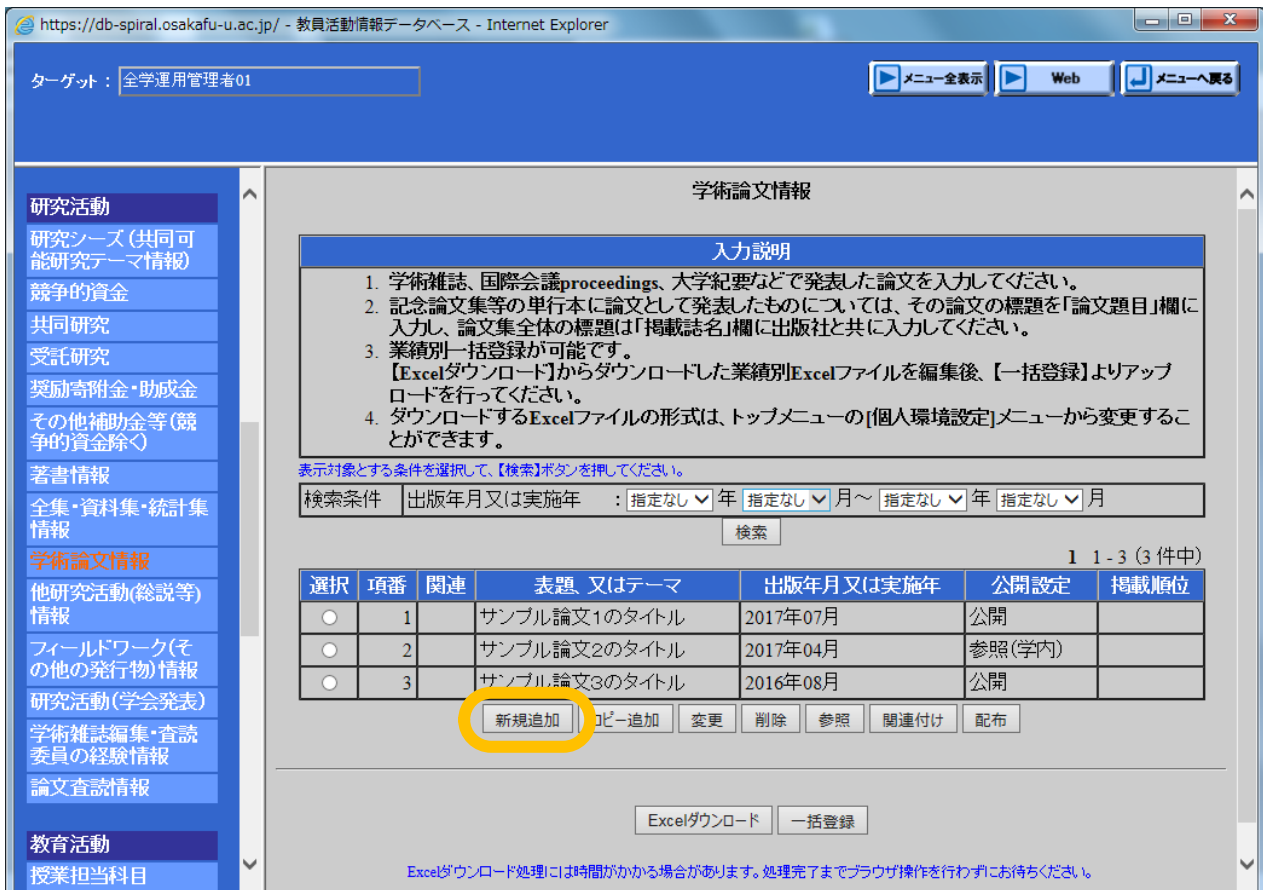 https://db-spiral.osakafu-u.ac.jp/ - 教員活動情報データベース - Internet Explorer
ターゲット： 全学運用管理者01
メニュー全表示 Web メニューへ戻る
研究活動
研究シーズ（共同可
能研究テーマ情報）
競争的資金
共同研究
受託研究
奨励寄附金・助成金
その他補助金等（競
争的資金除く）
著書情報
全集・資料集・統計集
情報
学術論文情報
他研究活動(総説等)
情報
フィールドワーク（そ
の他の発行物）情報
研究活動（学会発表）
学術雑誌編集・査読
委員の経験情報
論文査読情報
教育活動
授業担当科目
学術論文情報
入力説明
1. 学術雑誌、国際会議proceedings、大学紀要などで発表した論文を入力してください。
2. 記念論文集等の単行本に論文として発表したものについては、その論文の標題を「論文題目」欄に
入力し、論文集全体の標題は「掲載誌名」欄に出版社と共に入力してください。
3. 業績別一括登録が可能です。
【Excelダウンロード】からダウンロードした業績別Excelファイルを編集後、【一括登録】よりアップ
ロードを行ってください。
4. ダウンロードするExcelファイルの形式は、トップメニューの[個人環境設定]メニューから変更するこ
とができます。
表示対象とする条件を選択して、【検索】ボタンを押してください。
検索条件 出版年月又は実施年 ：指定なし 年 指定なし 月～ 指定なし 年 指定なし 月
検索
1 1 - 3（3 件中）
選択 項番 関連 表題、又はテーマ 出版年月又は実施年 公開設定 掲載順位
1 サンプル論文1のタイトル 2017年07月 公開
2 サンプル論文2のタイトル 2017年04月 参照（学内）
3 サンプル論文3のタイトル 2016年08月 公開
新規追加 コピー追加 変更 削除 参照 関連付け 配布
Excelダウンロード 一括登録
Excelダウンロード処理には時間がかかる場合があります。処理完了までブラウザ操作を行わずにお待ちください。